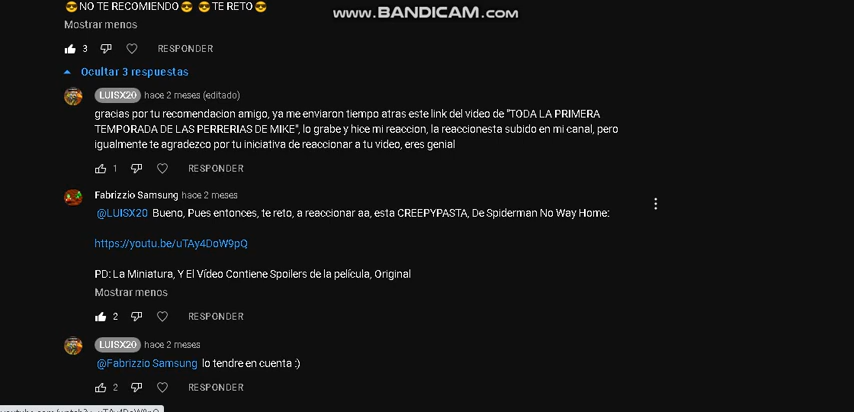 😎NO TE RECOMIENDO😎 😎TE RETO😎
www.BANDICAM.com
Mostrar menos
3 RESPONDER
Ocultar 3 respuestas
LUISX20 hace 2 meses (editado)
gracias por tu recomendacion amigo, ya me enviaron tiempo atras este link del video de "TODA LA PRIMERA
TEMPORADA DE LAS PERRERIAS DE MIKE", lo grabe y hice mi reaccion, la reaccionesta subido en mi canal, pero
igualmente te agradezco por tu iniciativa de reaccionar a tu video, eres genial
1 RESPONDER
Fabrizzio Samsung hace 2 meses
@LUISX20 Bueno, Pues entonces, te reto, a reaccionar aa, esta CREEPYPASTA, De Spiderman No Way Home:
https://youtu.be/uTAy4DoW9pQ
PD: La Miniatura, Y El Vídeo Contiene Spoilers de la película, Original
Mostrar menos
2 RESPONDER
LUISX20 hace 2 meses
@Fabrizzio Samsung lo tendre en cuenta :)
2 RESPONDER